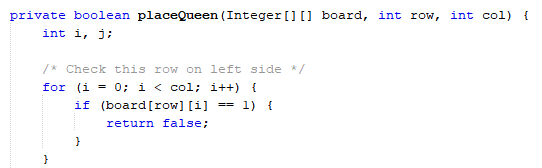 private boolean placeQueen(Integer[][] board, int row, int col) {
    int i, j;

    /* Check this row on left side */
    for (i = 0; i < col; i++) {
        if (board[row][i] == 1) {
            return false;
        }
    }